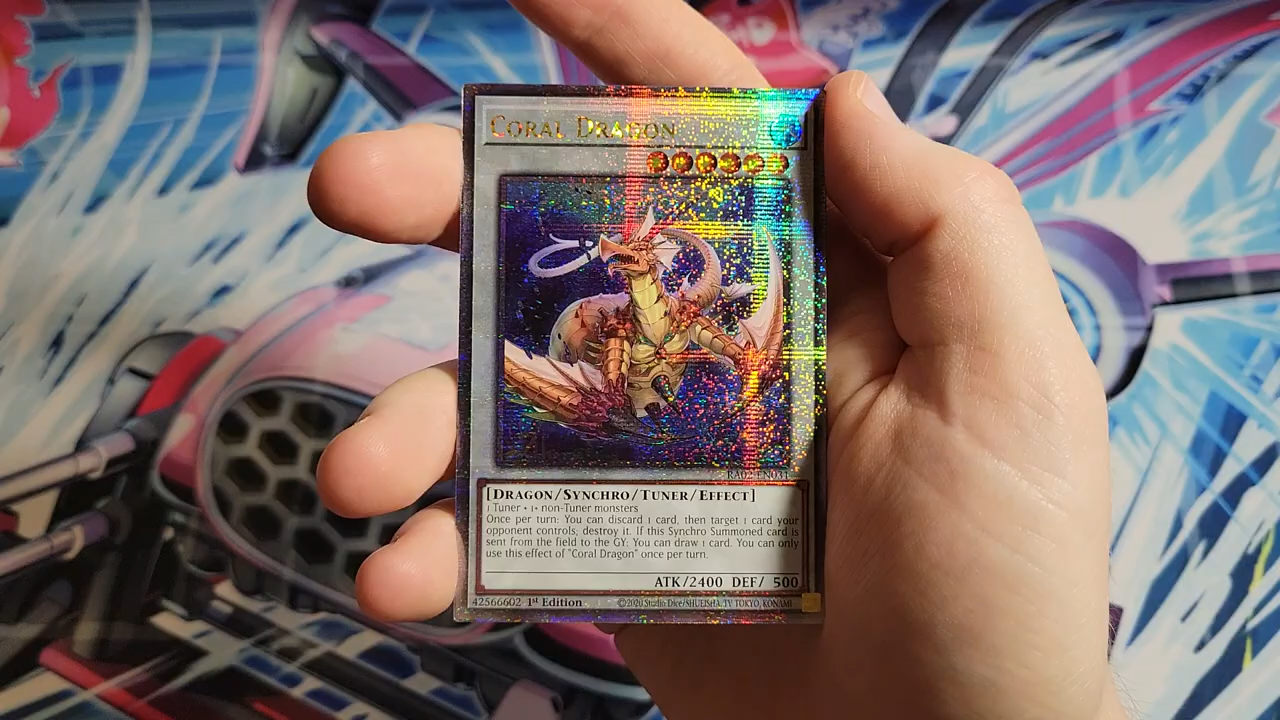 CORAL DRAGON
RA02-EN031
[DRAGON/SYNCHRO/TUNER/EFFECT]
1 Tuner + 1+ non-Tuner monsters
Once per turn: You can discard 1 card, then target 1 card your
opponent controls; destroy it. If this Synchro Summoned card is
sent from the field to the GY: You can draw 1 card. You can only
use this effect of "Coral Dragon" once per turn.
ATK/2400 DEF/ 500
42566602 1st Edition ©2020 Studio Dice/SHUEISHA, TV TOKYO, KONAMI